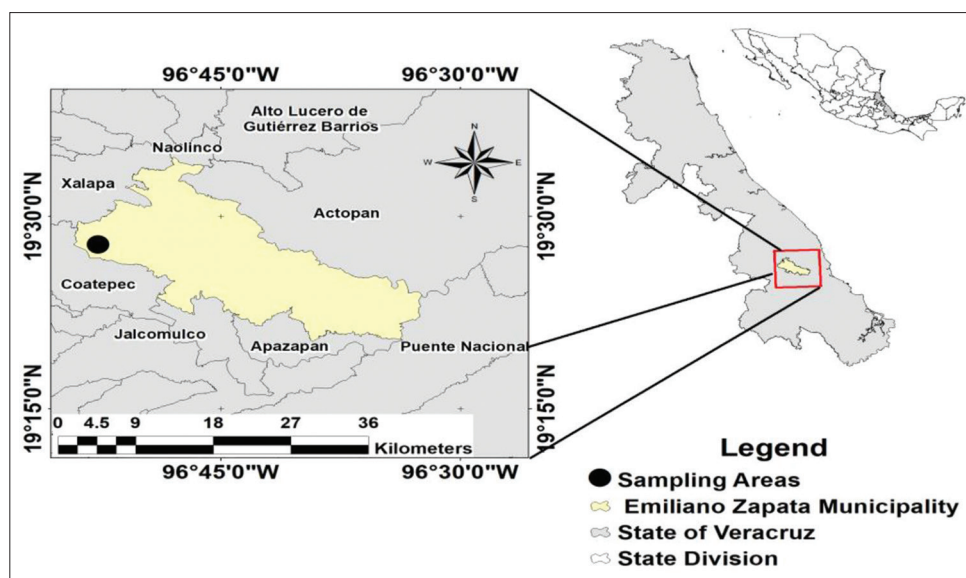 96°45'0"W 96°30'0"W
Alto Lucero de
Gutiérrez Barrios
Naolinco
N
W E
S
Xalapa
Actopan
19°30'0"N 19°30'0"N
Coatepec
Jalcomulco
Apazapan
Puente Nacional
19°15'0"N 19°15'0"N
0 4.5 9 18 27 36
Kilometers
96°45'0"W 96°30'0"W
Legend
Sampling Areas
Emiliano Zapata Municipality
State of Veracruz
State Division